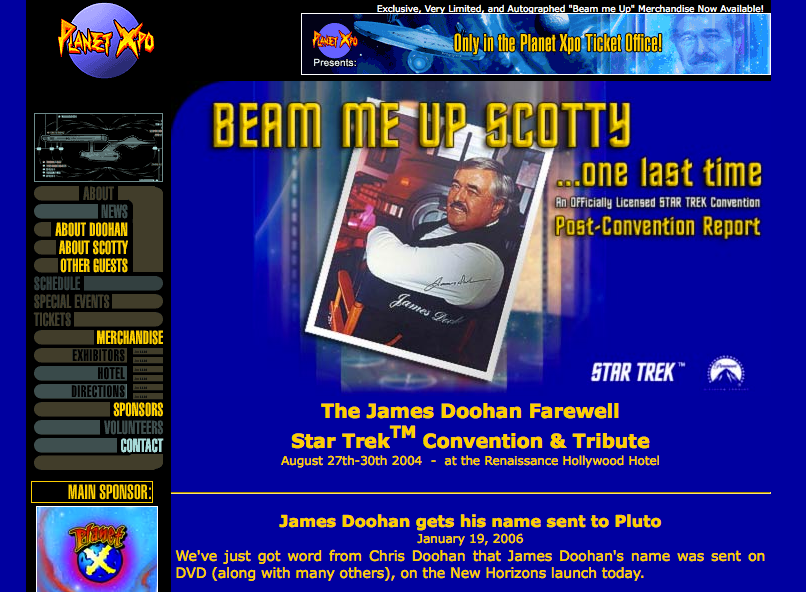 Exclusive, Very Limited, and Autographed "Beam me Up" Merchandise Now Available!
PLANET XPO
PLANET XPO
Presents:
Only in the Planet Xpo Ticket Office!
BEAM ME UP SCOTTY
...one last time
An Officially Licensed STAR TREK Convention
Post-Convention Report
James Dooh
STAR TREK™
Paramount
ABOUT
NEWS
ABOUT DOOHAN
ABOUT SCOTTY
OTHER GUESTS
SCHEDULE
SPECIAL EVENTS
TICKETS
MERCHANDISE
EXHIBITORS
HOTEL
DIRECTIONS
SPONSORS
VOLUNTEERS
CONTACT
MAIN SPONSOR:
Planet
X
The James Doohan Farewell
Star Trek™ Convention & Tribute
August 27th-30th 2004 - at the Renaissance Hollywood Hotel
James Doohan gets his name sent to Pluto
January 19, 2006
We've just got word from Chris Doohan that James Doohan's name was sent on
DVD (along with many others), on the New Horizons launch today.